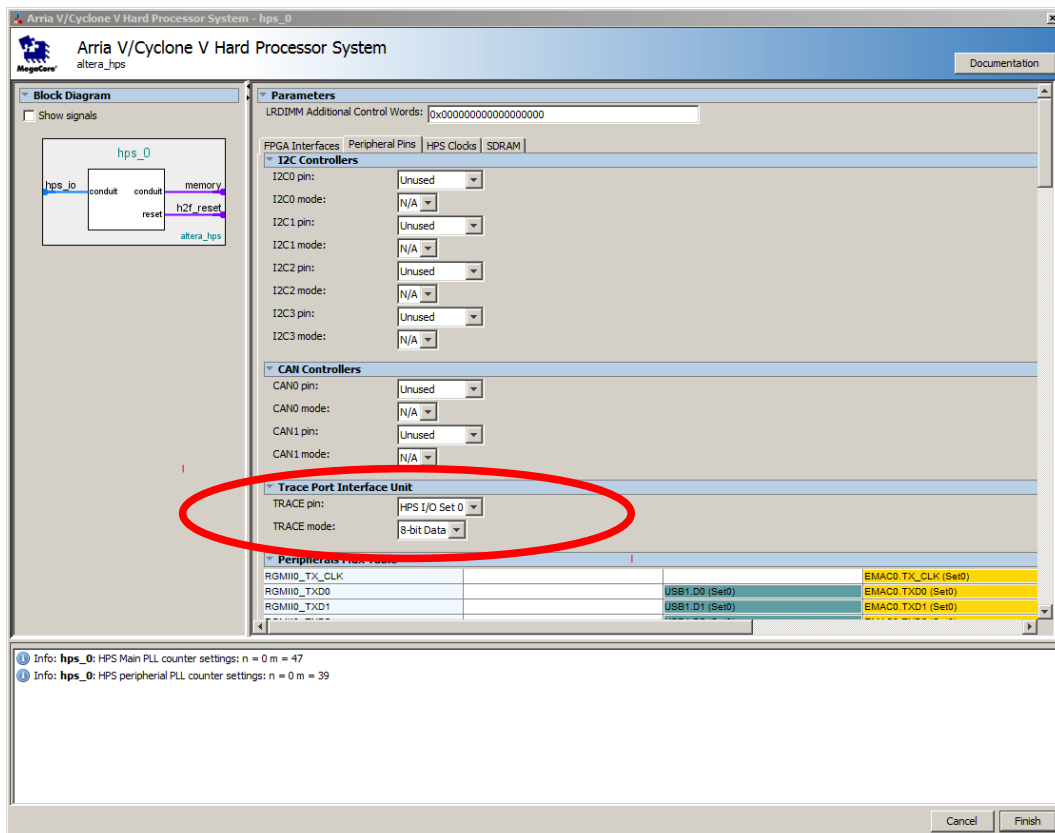 Arria V/Cyclone V Hard Processor System - hps_0
Arria V/Cyclone V Hard Processor System
altera_hps
MegaCore®
Documentation
Block Diagram
Show signals
hps_0
hps_io
conduit
conduit
memory
reset
h2f_reset
altera_hps
Parameters
LRDIMM Additional Control Words: 0x000000000000000000
FPGA Interfaces Peripheral Pins HPS Clocks SDRAM
I2C Controllers
I2C0 pin: Unused
I2C0 mode: N/A
I2C1 pin: Unused
I2C1 mode: N/A
I2C2 pin: Unused
I2C2 mode: N/A
I2C3 pin: Unused
I2C3 mode: N/A
CAN Controllers
CAN0 pin: Unused
CAN0 mode: N/A
CAN1 pin: Unused
CAN1 mode: N/A
Trace Port Interface Unit
TRACE pin: HPS I/O Set 0
TRACE mode: 8-bit Data
Peripherals Mux Table
RGMII0_TX_CLK EMAC0.TX_CLK (Set0)
RGMII0_TXD0 USB1.D0 (Set0) EMAC0.TXD0 (Set0)
RGMII0_TXD1 USB1.D1 (Set0) EMAC0.TXD1 (Set0)
Info: hps_0: HPS Main PLL counter settings: n = 0 m = 47
Info: hps_0: HPS peripherial PLL counter settings: n = 0 m = 39
Cancel Finish